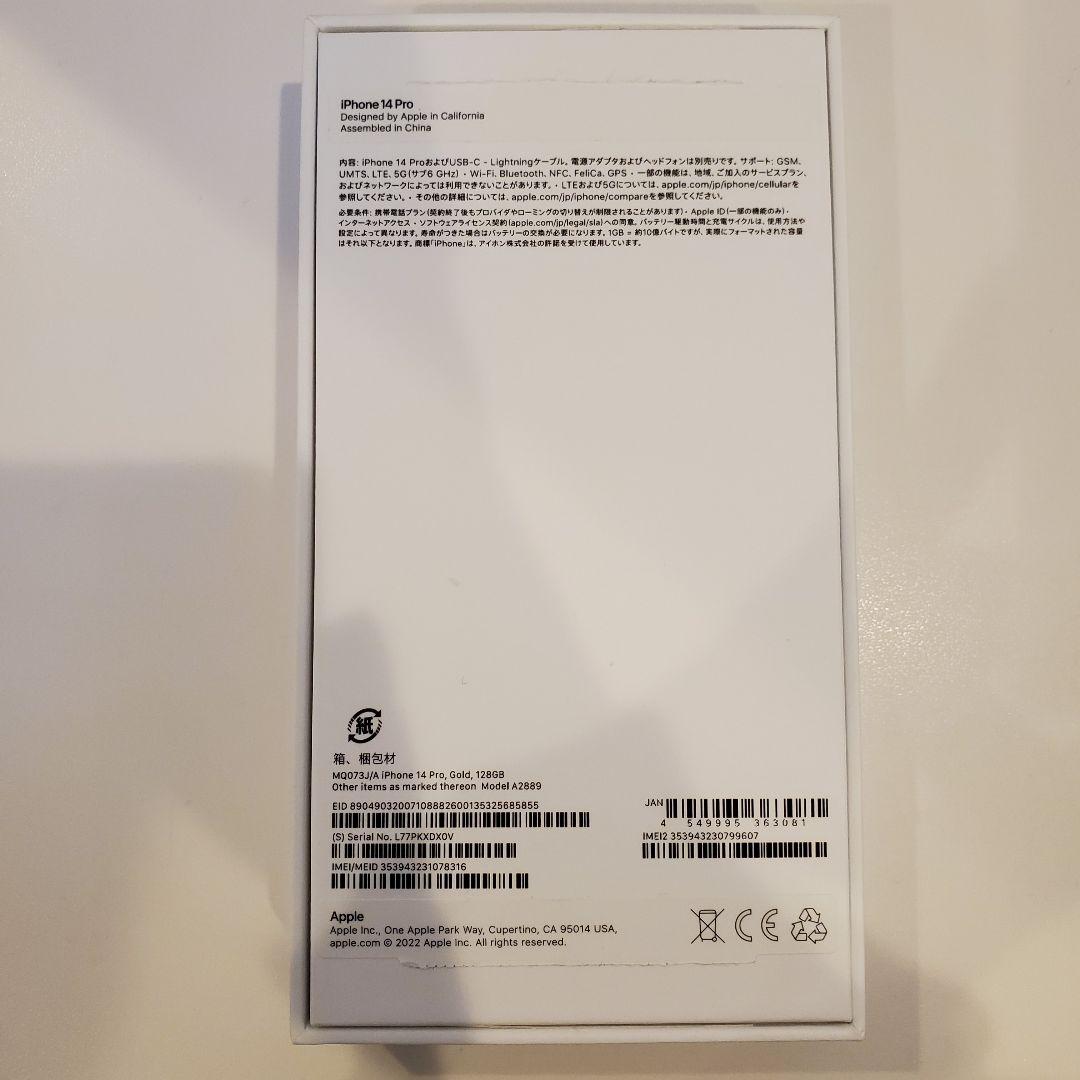 iPhone 14 Pro
Designed by Apple in California
Assembled in China
内容: iPhone 14 ProおよびUSB-C - Lightningケーブル。電源アダプタおよびヘッドフォンは別売りです。サポート: GSM、
UMTS、LTE、5G(サブ6 GHz)・Wi-Fi、Bluetooth、NFC、FeliCa、GPS・一部の機能は、地域、ご加入のサービスプラン、
およびネットワークによっては利用できないことがあります。・LTEおよび5Gについては、apple.com/jp/iphone/cellularを
参照してください。・その他の詳細については、apple.com/jp/iphone/compareを参照してください。
必要条件: 携帯電話プラン(契約終了後もプロバイダやローミングの切り替えが制限されることがあります)・Apple ID(一部の機能のみ)・
インターネットアクセス・ソフトウェアライセンス契約(apple.com/jp/legal/sla)への同意。バッテリー駆動時間と充電サイクルは、使用方法や
設定によって異なります。寿命がつきた場合はバッテリーの交換が必要になります。1GB = 約10億バイトですが、実際にフォーマットされた容量
はそれ以下となります。商標「iPhone」は、アイホン株式会社の許諾を受けて使用しています。
紙
箱、梱包材
MQ073J/A iPhone 14 Pro, Gold, 128GB
Other items as marked thereon Model A2889
EID 89049032007108882600135325685855
JAN
4 549995 363081
(S) Serial No. L77PKXDX0V
IMEI2 353943230799607
IMEI/MEID 353943231078316
Apple
Apple Inc., One Apple Park Way, Cupertino, CA 95014 USA,
apple.com © 2022 Apple Inc. All rights reserved.
CE